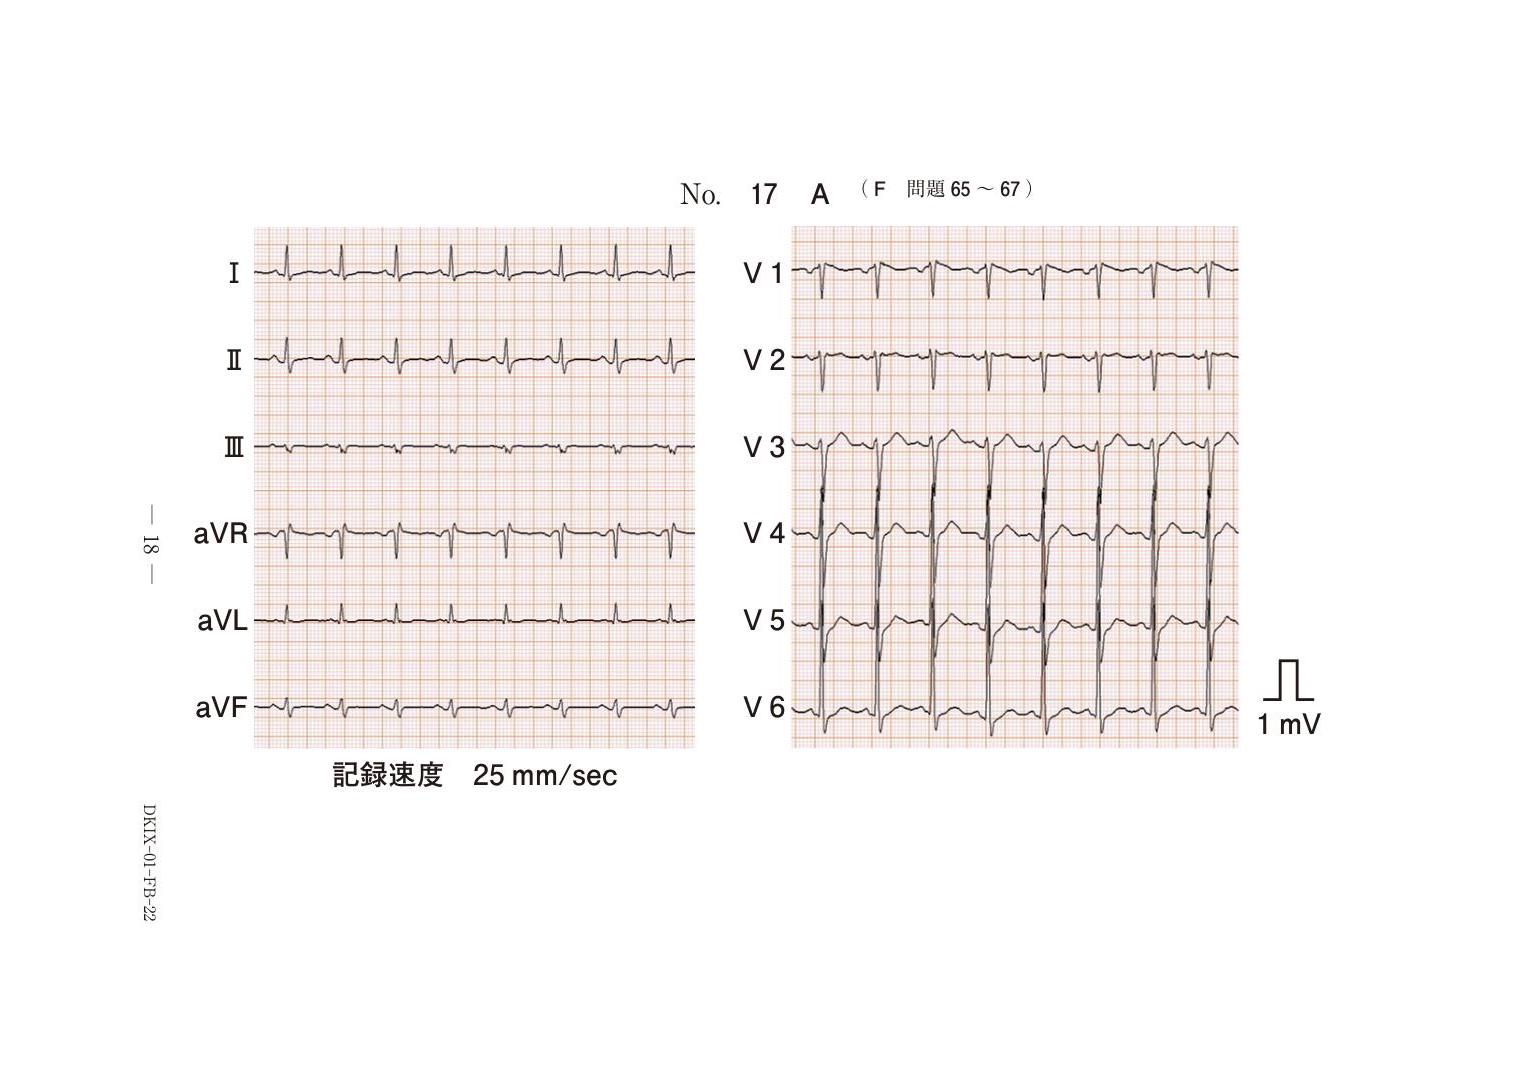 No. 17 A (F 問題 65 ~ 67)
I
II
III
aVR
aVL
aVF
記録速度 25 mm/sec
V 1
V 2
V 3
V 4
V 5
V 6
1 mV
— 18 —
DKIX-01-FB-22